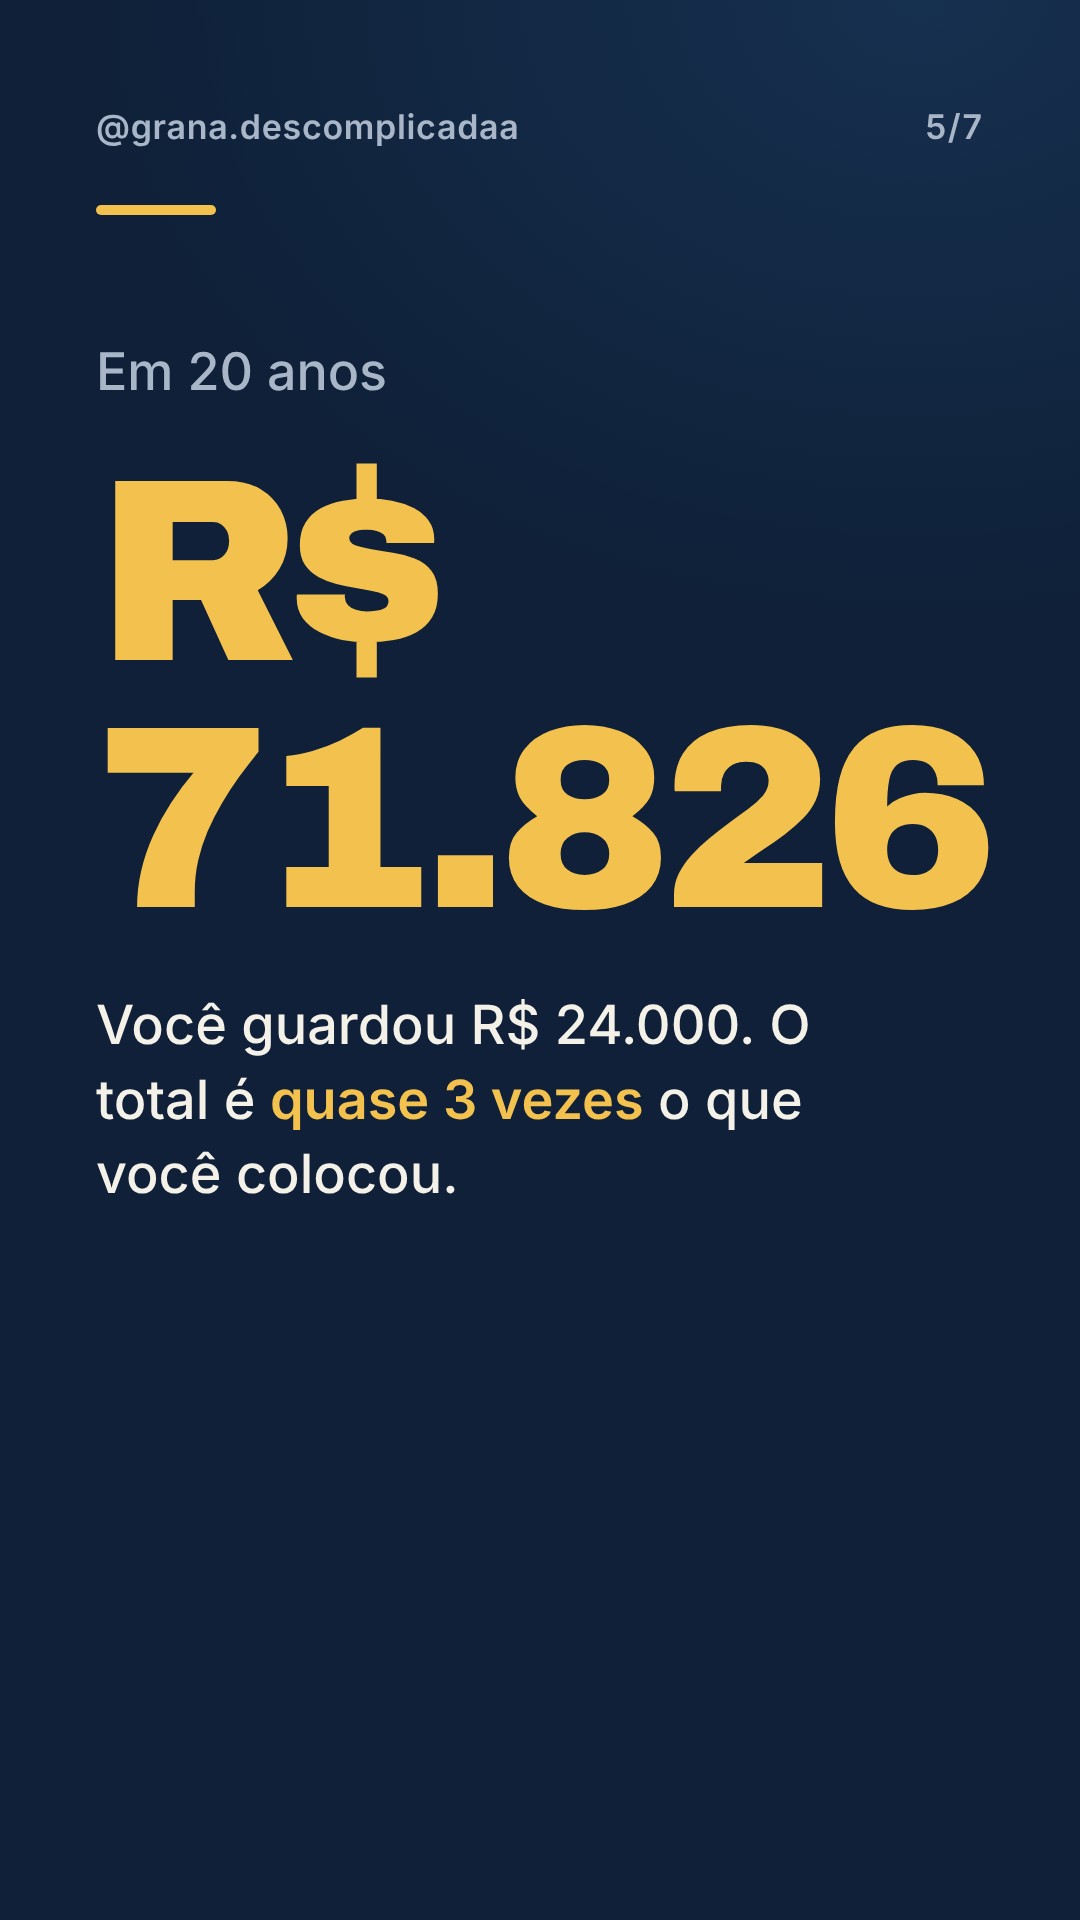 @grana.descomplicadaa
5/7
Em 20 anos
R$
71.826
Você guardou R$ 24.000. O
total é quase 3 vezes o que
você colocou.